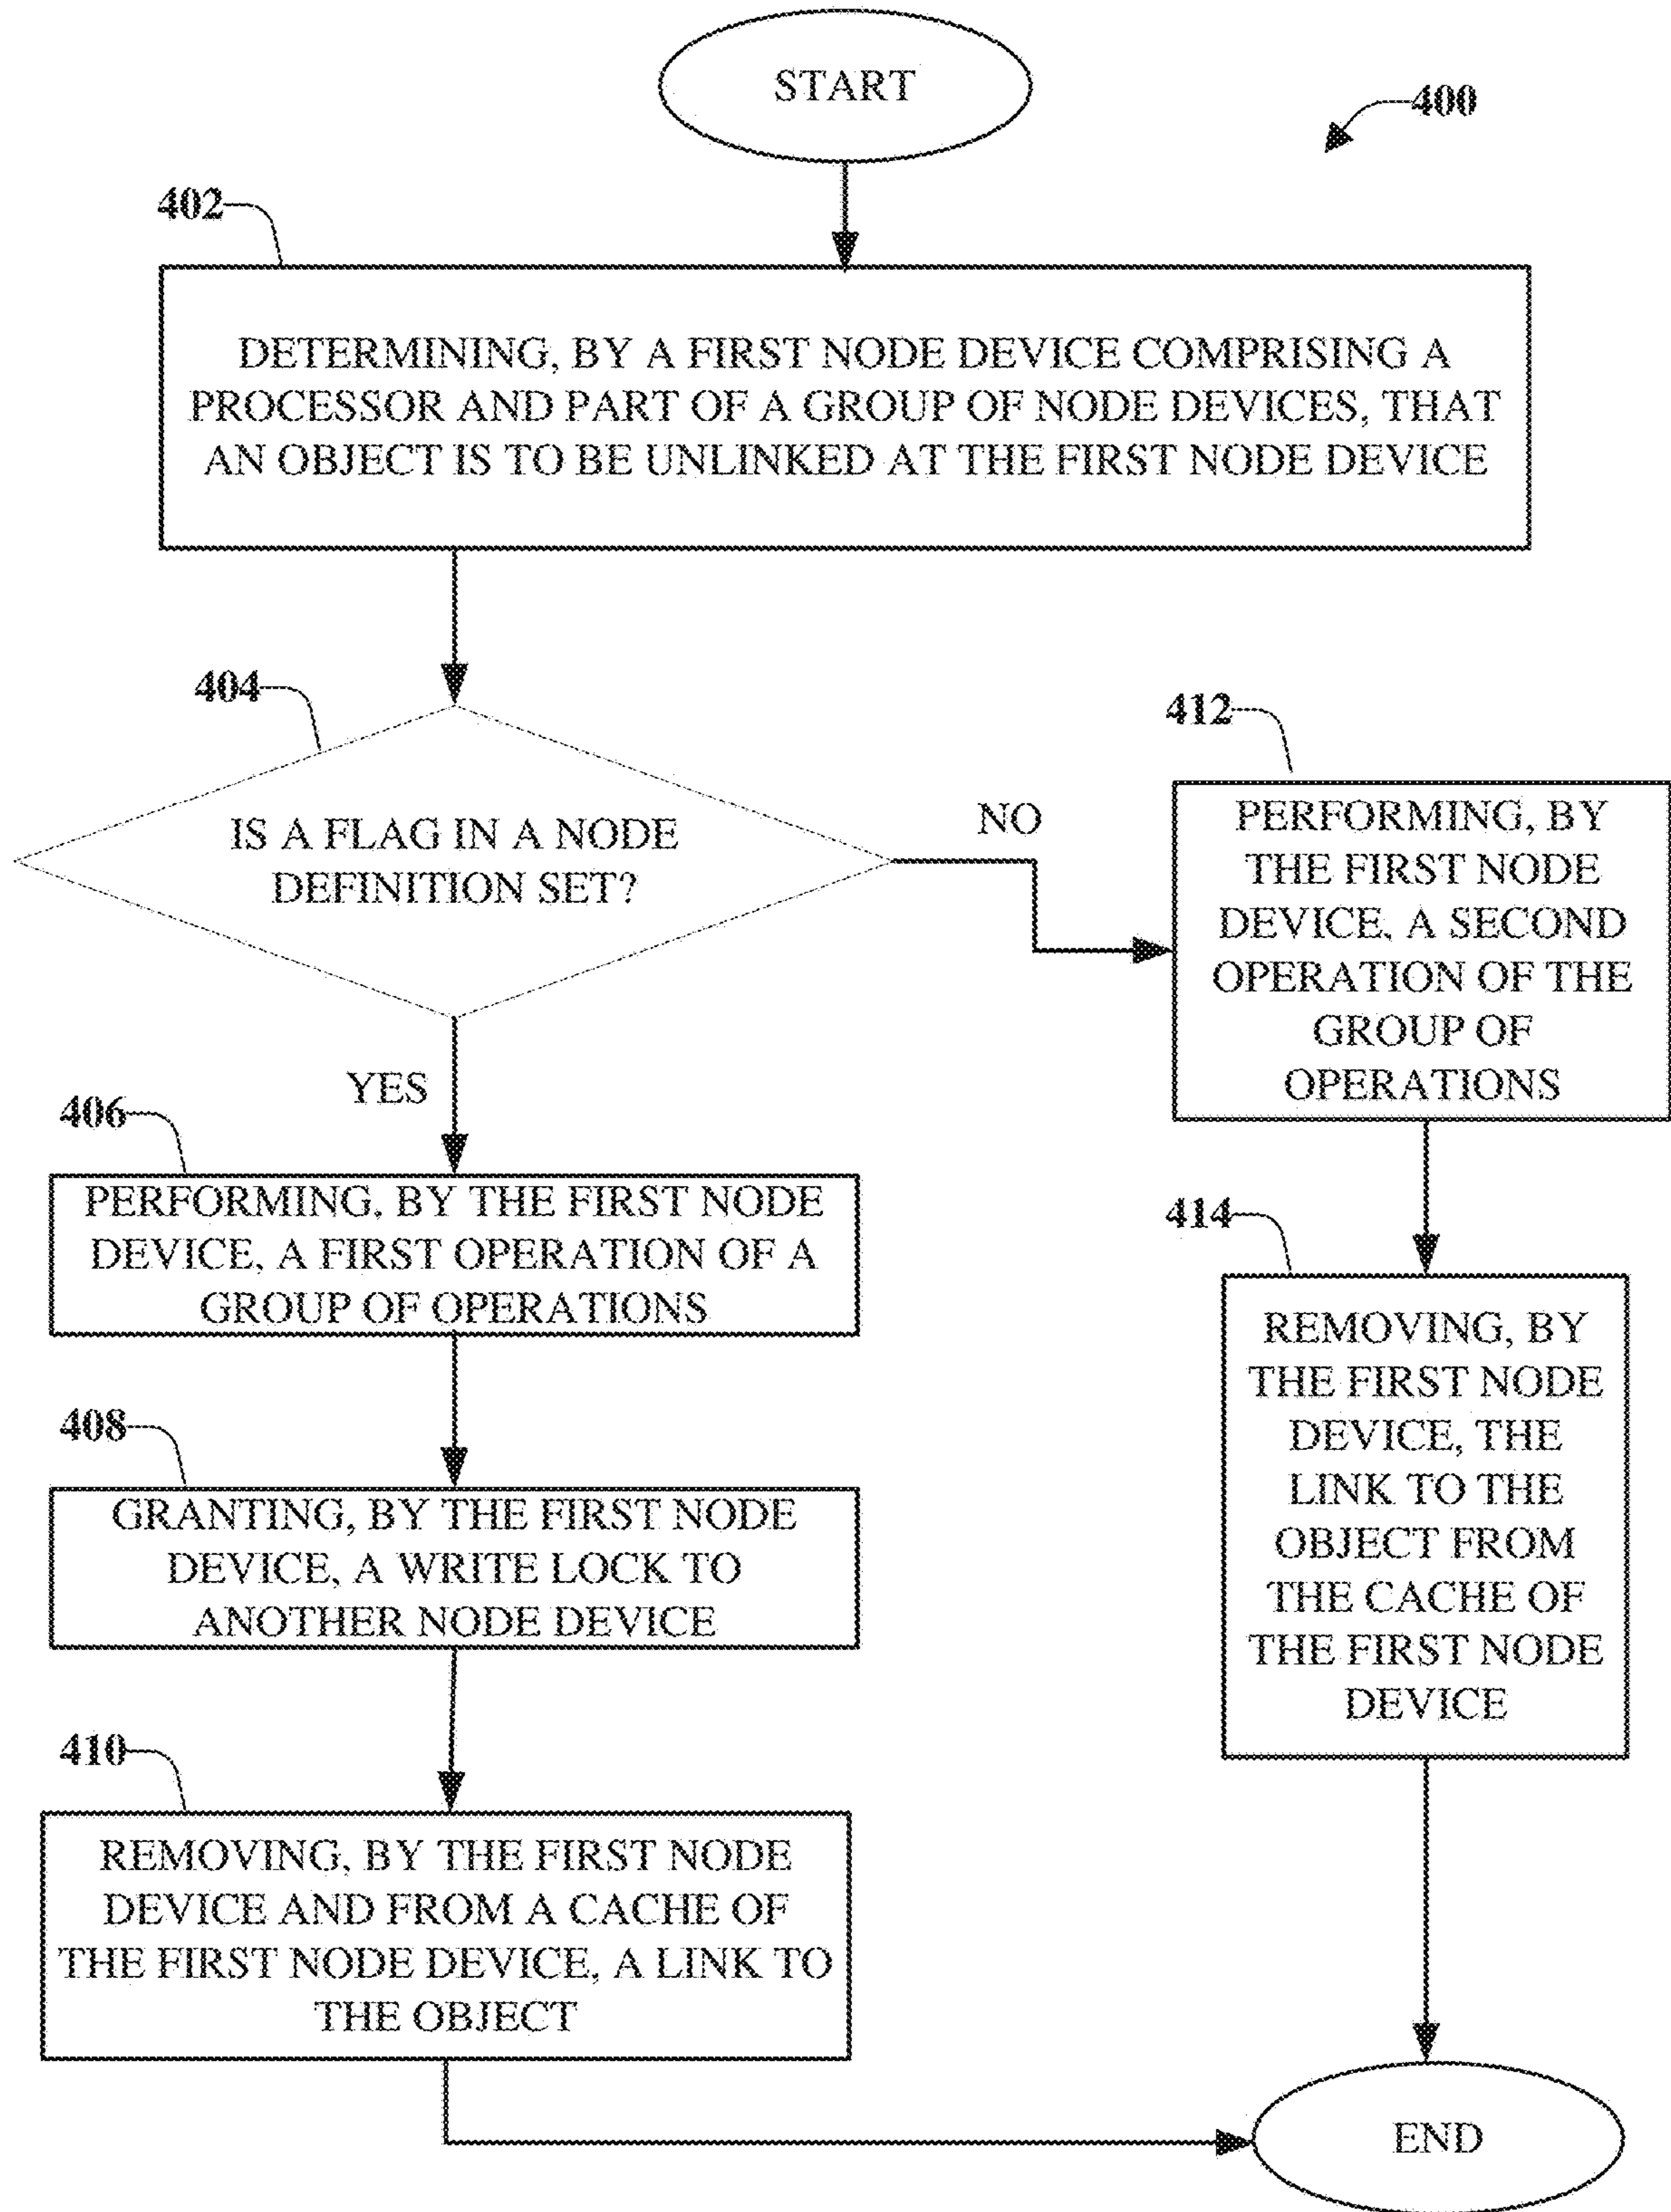 START
400
402
DETERMINING, BY A FIRST NODE DEVICE COMPRISING A
PROCESSOR AND PART OF A GROUP OF NODE DEVICES, THAT
AN OBJECT IS TO BE UNLINKED AT THE FIRST NODE DEVICE
404
IS A FLAG IN A NODE
DEFINITION SET?
NO
YES
406
PERFORMING, BY THE FIRST NODE
DEVICE, A FIRST OPERATION OF A
GROUP OF OPERATIONS
408
GRANTING, BY THE FIRST NODE
DEVICE, A WRITE LOCK TO
ANOTHER NODE DEVICE
410
REMOVING, BY THE FIRST NODE
DEVICE AND FROM A CACHE OF
THE FIRST NODE DEVICE, A LINK TO
THE OBJECT
412
PERFORMING, BY
THE FIRST NODE
DEVICE, A SECOND
OPERATION OF THE
GROUP OF
OPERATIONS
414
REMOVING, BY
THE FIRST NODE
DEVICE, THE
LINK TO THE
OBJECT FROM
THE CACHE OF
THE FIRST NODE
DEVICE
END